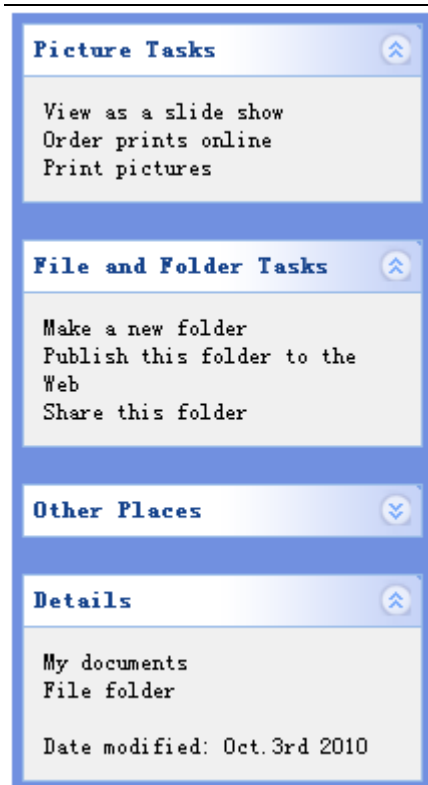 Picture Tasks
View as a slide show
Order prints online
Print pictures
File and Folder Tasks
Make a new folder
Publish this folder to the
Web
Share this folder
Other Places
Details
My documents
File folder
Date modified: Oct.3rd 2010